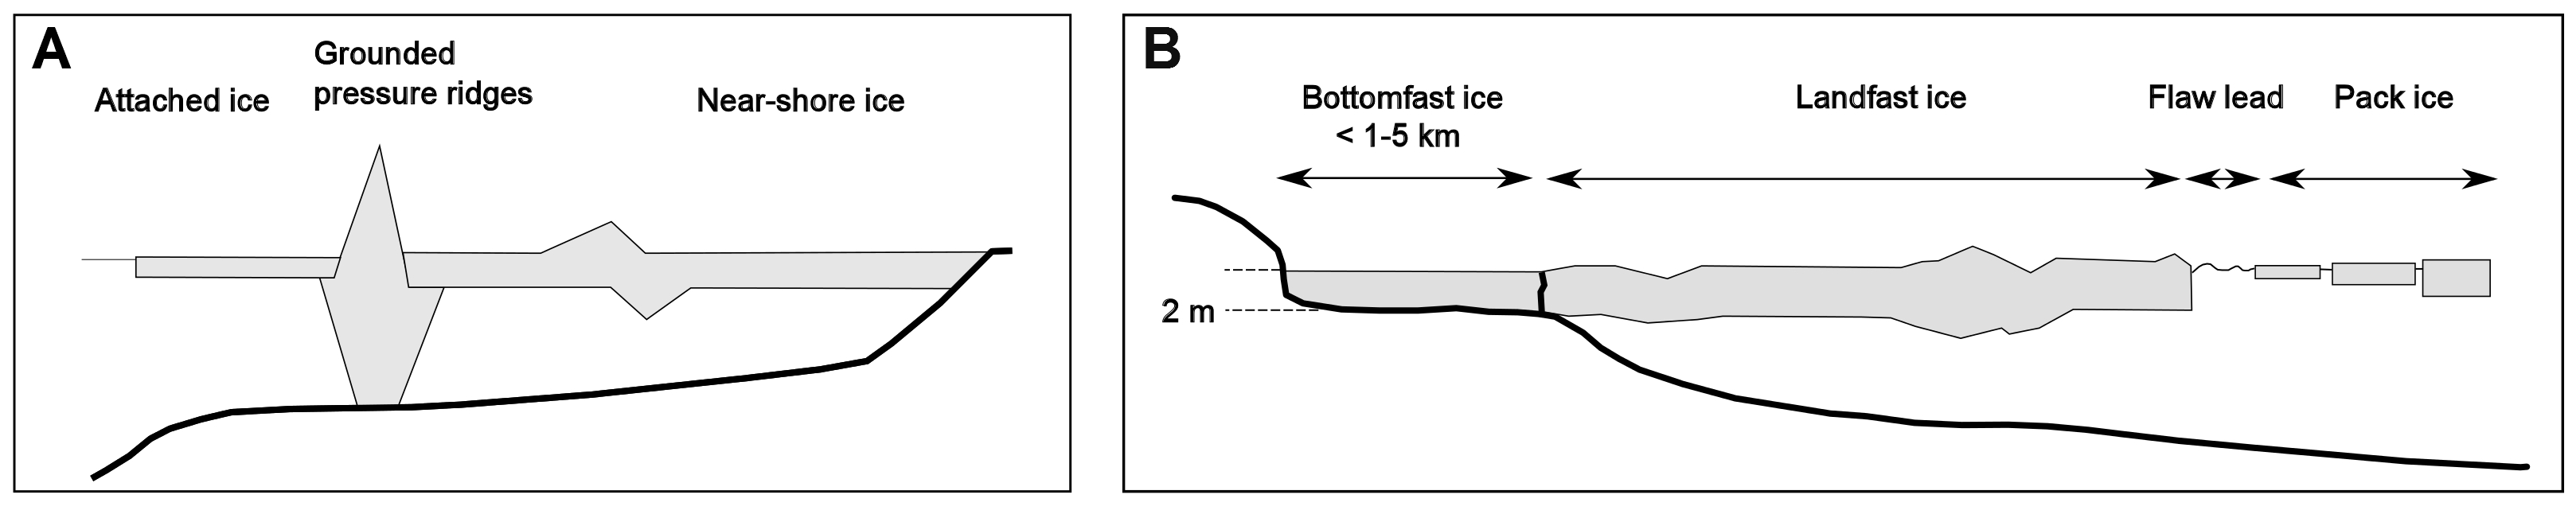 A
Grounded
pressure ridges
Attached ice
Near-shore ice
B
Bottomfast ice
< 1-5 km
Landfast ice
Flaw lead
Pack ice
2 m